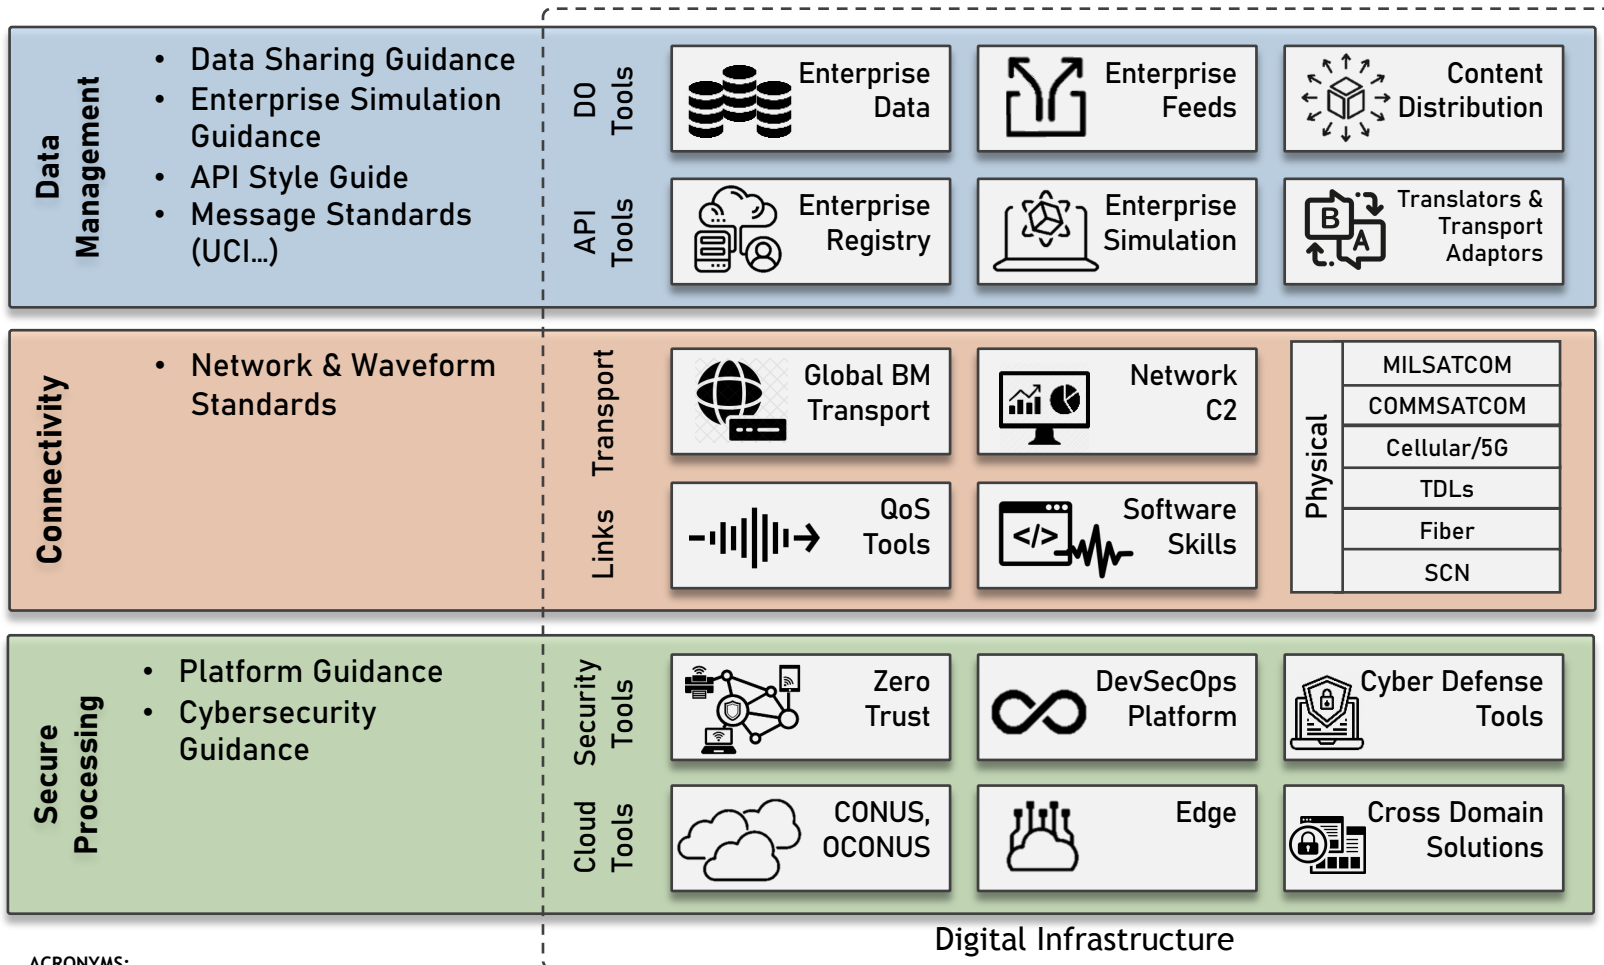 Data
Management
• Data Sharing Guidance
• Enterprise Simulation
Guidance
• API Style Guide
• Message Standards
(UCI...)
DO
Tools
Enterprise
Data
Enterprise
Feeds
Content
Distribution
API
Tools
Enterprise
Registry
Enterprise
Simulation
B
A
Translators &
Transport
Adaptors
Connectivity
• Network & Waveform
Standards
Transport
Global BM
Transport
Network
C2
Links
QoS
Tools
</>
Software
Skills
Physical
MILSATCOM
COMMSATCOM
Cellular/5G
TDLs
Fiber
SCN
Secure
Processing
• Platform Guidance
• Cybersecurity
Guidance
Security
Tools
Zero
Trust
DevSecOps
Platform
Cyber Defense
Tools
Cloud
Tools
CONUS,
OCONUS
Edge
Cross Domain
Solutions
Digital Infrastructure
ACRONYMS: